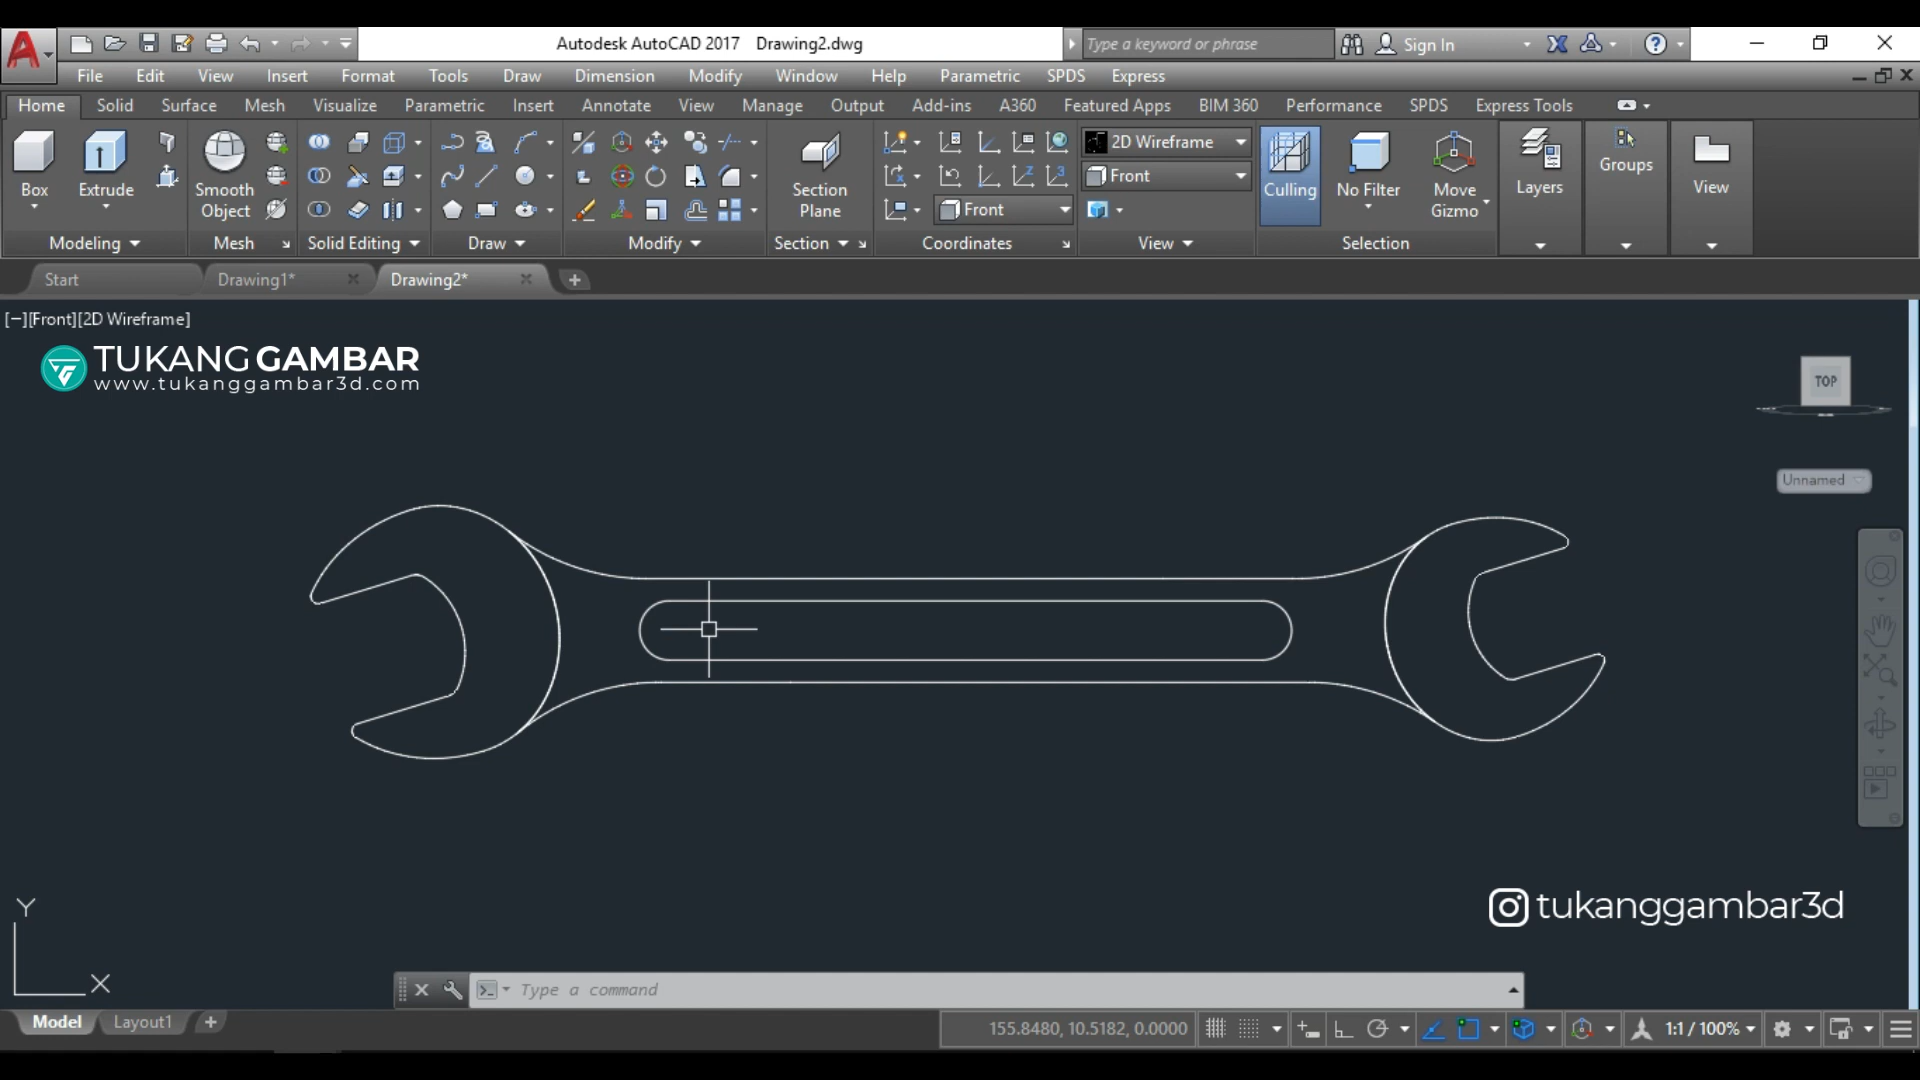 Autodesk AutoCAD 2017 Drawing2.dwg
Type a keyword or phrase
Sign In
File Edit View Insert Format Tools Draw Dimension Modify Window Help Parametric SPDS Express
Home Solid Surface Mesh Visualize Parametric Insert Annotate View Manage Output Add-ins A360 Featured Apps BIM 360 Performance SPDS Express Tools
Box
Extrude
Smooth
Object
Section
Plane
2D Wireframe
Front
Front
Culling
No Filter
Move
Gizmo
Layers
Groups
View
Modeling
Mesh
Solid Editing
Draw
Modify
Section
Coordinates
View
Selection
Start
Drawing1*
Drawing2*
[−][Front][2D Wireframe]
TUKANG GAMBAR
www.tukanggambar3d.com
TOP
Unnamed
tukanggambar3d
Y
X
Type a command
Model
Layout1
155.8480, 10.5182, 0.0000
1:1 / 100%